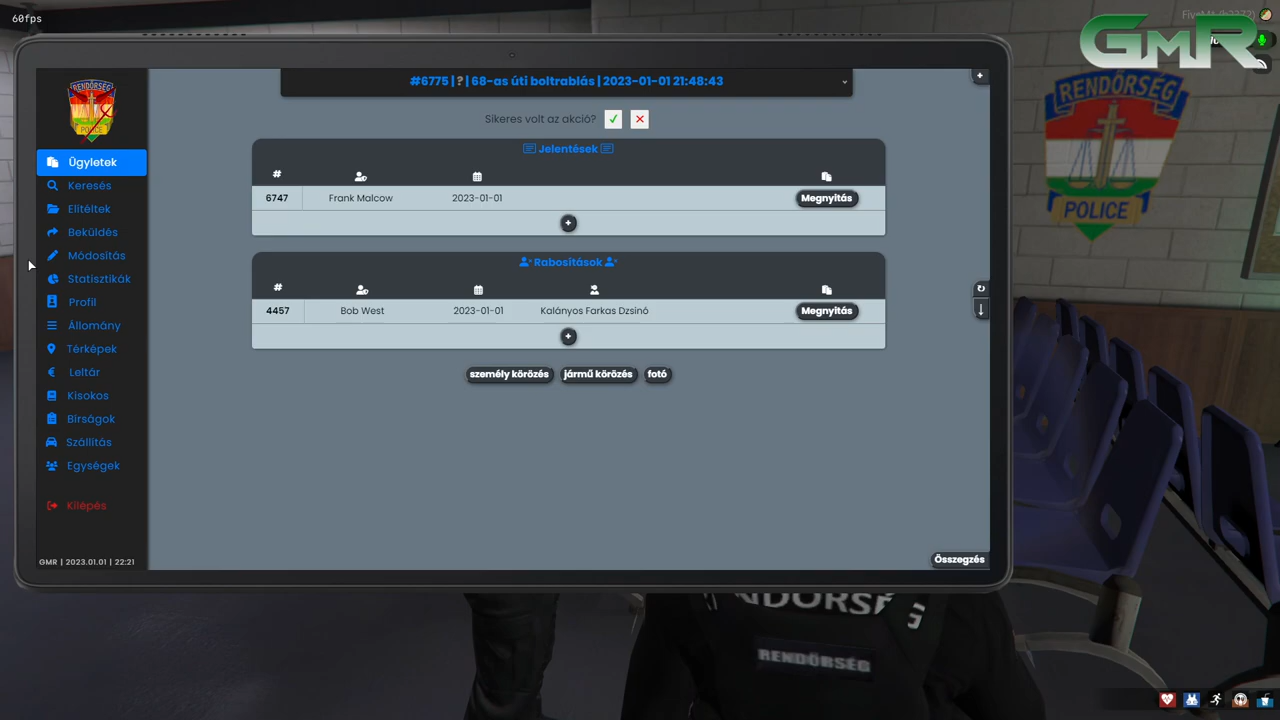 60fps
GMR
RENDŐRSÉG
POLICE
#6775 | ? | 68-as úti boltrablás | 2023-01-01 21:48:43
+
Sikeres volt az akció?
Ügyletek
Keresés
Elítéltek
Beküldés
Módosítás
Statisztikák
Profil
Állomány
Térképek
Leltár
Kisokos
Bírságok
Szállítás
Egységek
Kilépés
GMR | 2023.01.01 | 22:21
Jelentések
#
6747 Frank Malcow 2023-01-01 Megnyitás
+
Rabosítások
#
4457 Bob West 2023-01-01 Kalányos Farkas Dzsinó Megnyitás
+
személy körözés jármű körözés fotó
Összegzés
RENDŐRSÉG
POLICE
RENDŐRSÉG
RENDŐRSÉG